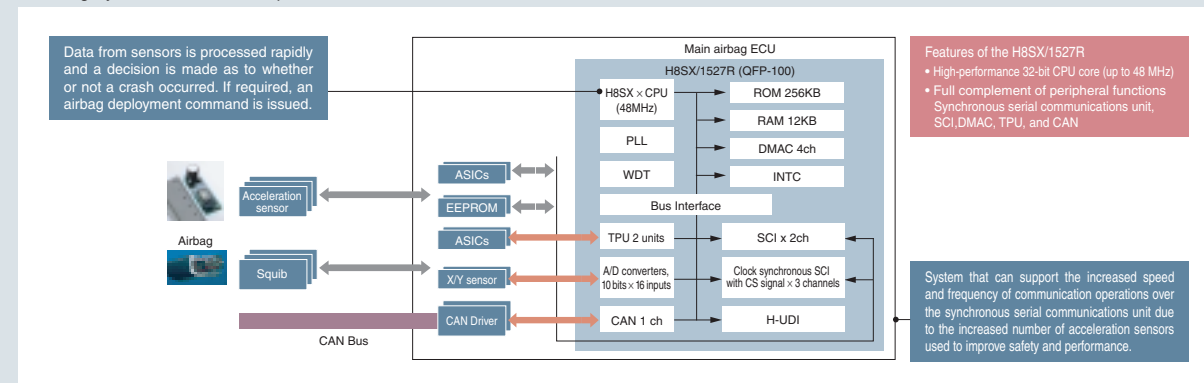 Data from sensors is processed rapidly
and a decision is made as to whether
or not a crash occurred. If required, an
airbag deployment command is issued.
Main airbag ECU
H8SX/1527R (QFP-100)
H8SX × CPU
(48MHz)
PLL
WDT
ROM 256KB
RAM 12KB
DMAC 4ch
INTC
Bus Interface
TPU 2 units
SCI x 2ch
A/D converters,
10 bits × 16 inputs
Clock synchronous SCI
with CS signal × 3 channels
CAN 1 ch
H-UDI
ASICs
EEPROM
ASICs
X/Y sensor
CAN Driver
Acceleration
sensor
Airbag
Squib
CAN Bus
Features of the H8SX/1527R
• High-performance 32-bit CPU core (up to 48 MHz)
• Full complement of peripheral functions
Synchronous serial communications unit,
SCI,DMAC, TPU, and CAN
System that can support the increased speed
and frequency of communication operations over
the synchronous serial communications unit due
to the increased number of acceleration sensors
used to improve safety and performance.